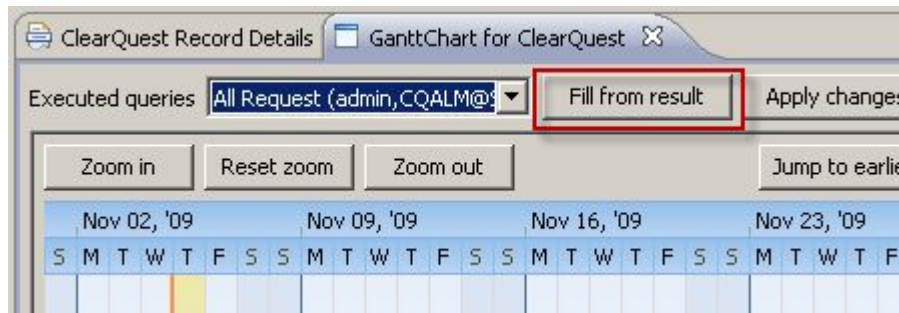 ClearQuest Record Details GanttChart for ClearQuest
Executed queries All Request (admin,CQALM@ Fill from result Apply changes
Zoom in Reset zoom Zoom out Jump to earlie
Nov 02, '09 Nov 09, '09 Nov 16, '09 Nov 23, '09
S M T W T F S S M T W T F S S M T W T F S S M T W T F